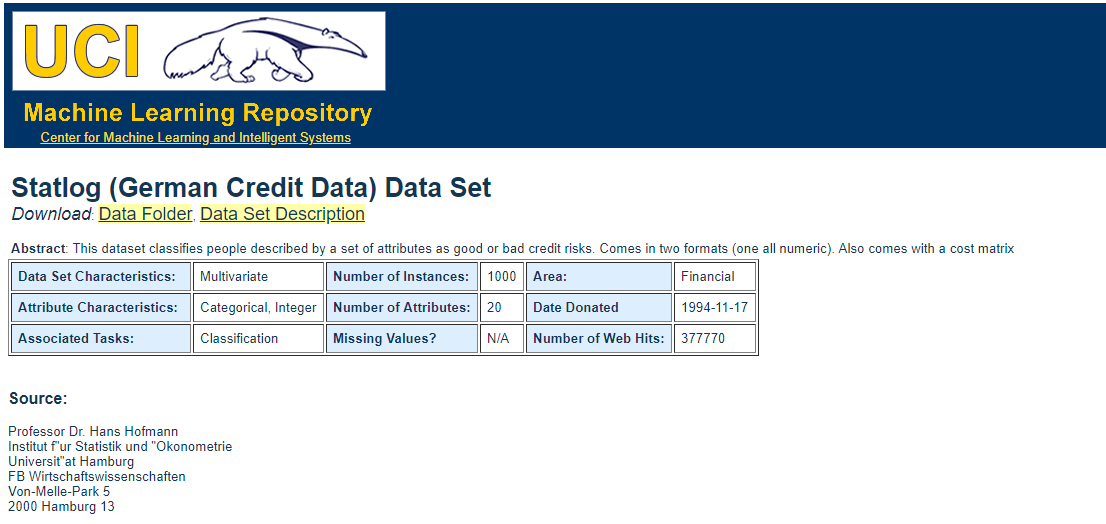 UCI
Machine Learning Repository
Center for Machine Learning and Intelligent Systems
Statlog (German Credit Data) Data Set
Download: Data Folder, Data Set Description
Abstract: This dataset classifies people described by a set of attributes as good or bad credit risks. Comes in two formats (one all numeric). Also comes with a cost matrix
Data Set Characteristics: Multivariate Number of Instances: 1000 Area: Financial
Attribute Characteristics: Categorical, Integer Number of Attributes: 20 Date Donated 1994-11-17
Associated Tasks: Classification Missing Values? N/A Number of Web Hits: 377770
Source:
Professor Dr. Hans Hofmann
Institut f"ur Statistik und "Okonometrie
Universit"at Hamburg
FB Wirtschaftswissenschaften
Von-Melle-Park 5
2000 Hamburg 13